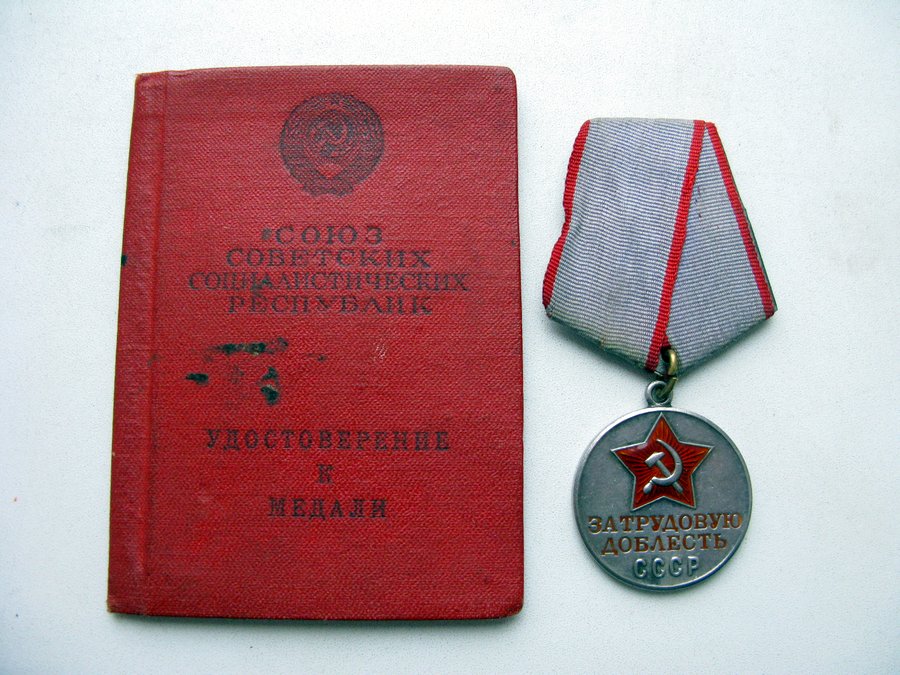 СОЮЗ
СОВЕТСКИХ
СОЦИАЛИСТИЧЕСКИХ
РЕСПУБЛИК
УДОСТОВЕРЕНИЕ
К
МЕДАЛИ
ЗА ТРУДОВУЮ
ДОБЛЕСТЬ
СССР